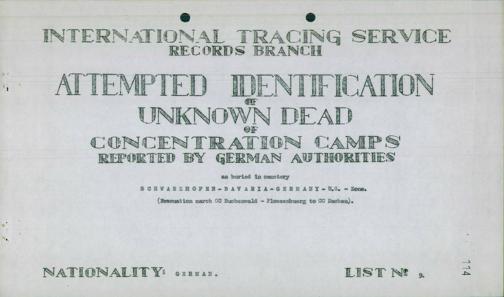 INTERNATIONAL TRACING SERVICE
RECORDS BRANCH
ATTEMPTED IDENTIFICATION
OF
UNKNOWN DEAD
OF
CONCENTRATION CAMPS
REPORTED BY GERMAN AUTHORITIES
as buried in cemetery
SCHWARZHOFEN-BAVARIA-GERMANY-U.S. - Zone.
(Evacuation march CC Buchenwald - Flossenbuerg to CC Dachau).
NATIONALITY: GERMAN. LIST Nº 9.
114